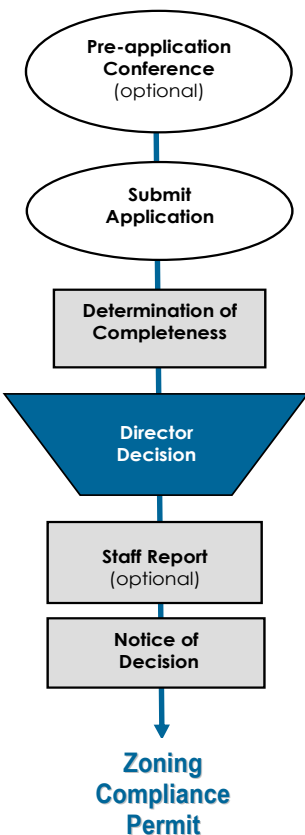 Pre-application
Conference
(optional)
Submit
Application
Determination of
Completeness
Director
Decision
Staff Report
(optional)
Notice of
Decision
Zoning
Compliance
Permit